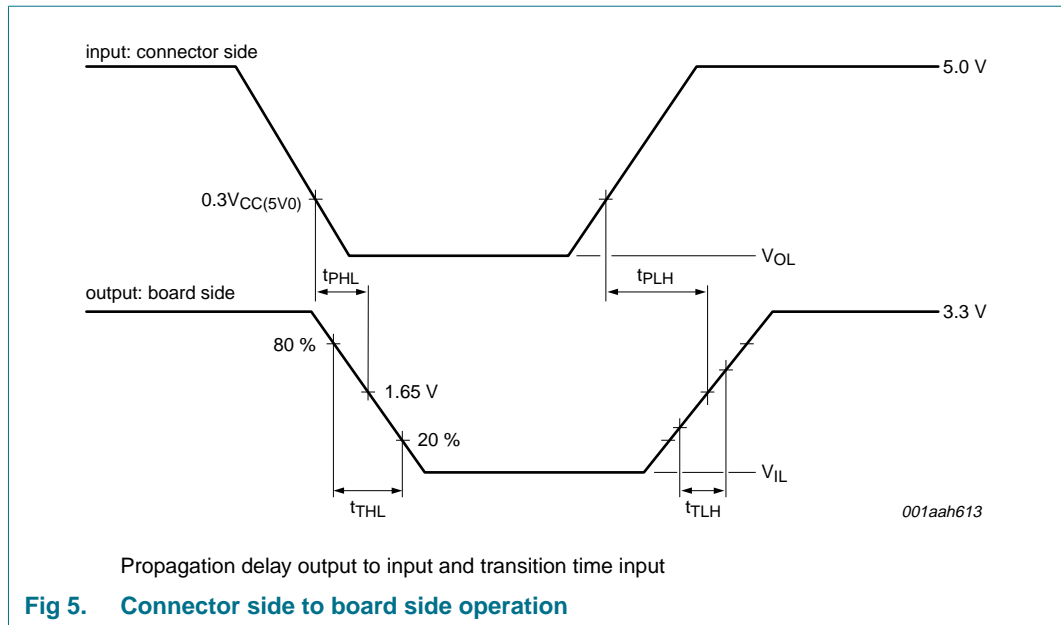 input: connector side
5.0 V
0.3VCC(5V0)
VOL
tPHL
tPLH
output: board side
3.3 V
80 %
1.65 V
20 %
VIL
tTHL
tTLH
001aah613
Propagation delay output to input and transition time input
Fig 5. Connector side to board side operation